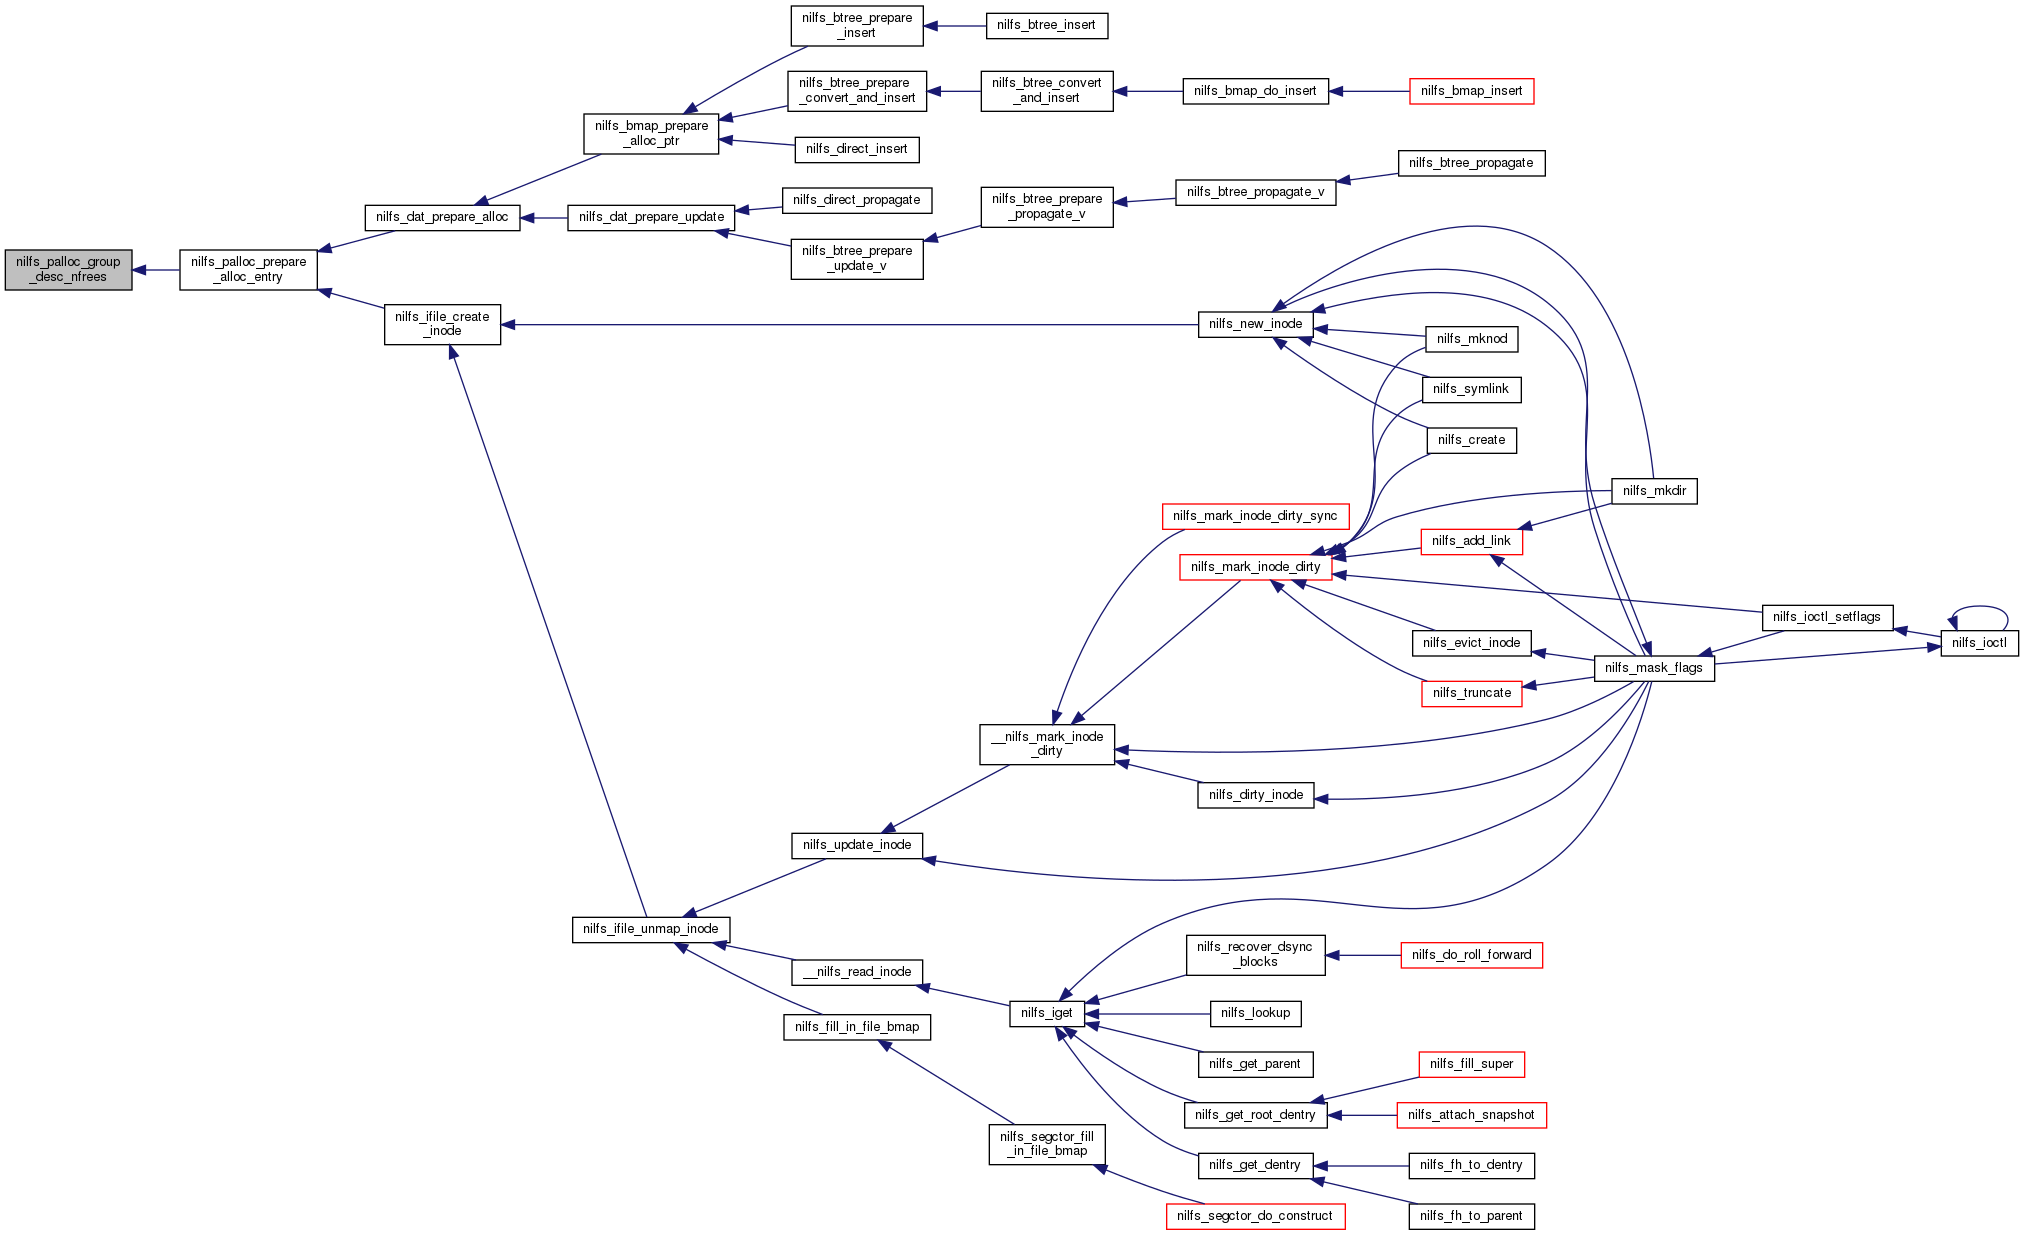 nilfs_btree_prepare
_insert
nilfs_btree_insert
nilfs_btree_prepare
_convert_and_insert
nilfs_btree_convert
_and_insert
nilfs_bmap_do_insert
nilfs_bmap_insert
nilfs_bmap_prepare
_alloc_ptr
nilfs_direct_insert
nilfs_btree_propagate
nilfs_direct_propagate
nilfs_btree_prepare
_propagate_v
nilfs_btree_propagate_v
nilfs_dat_prepare_alloc
nilfs_dat_prepare_update
nilfs_btree_prepare
_update_v
nilfs_palloc_group
_desc_nfrees
nilfs_palloc_prepare
_alloc_entry
nilfs_ifile_create
_inode
nilfs_new_inode
nilfs_mknod
nilfs_symlink
nilfs_create
nilfs_mkdir
nilfs_mark_inode_dirty_sync
nilfs_add_link
nilfs_mark_inode_dirty
nilfs_ioctl_setflags
nilfs_evict_inode
nilfs_ioctl
nilfs_mask_flags
nilfs_truncate
__nilfs_mark_inode
_dirty
nilfs_dirty_inode
nilfs_update_inode
nilfs_ifile_unmap_inode
nilfs_recover_dsync
_blocks
nilfs_do_roll_forward
__nilfs_read_inode
nilfs_iget
nilfs_lookup
nilfs_fill_in_file_bmap
nilfs_get_parent
nilfs_fill_super
nilfs_get_root_dentry
nilfs_attach_snapshot
nilfs_segctor_fill
_in_file_bmap
nilfs_get_dentry
nilfs_fh_to_dentry
nilfs_segctor_do_construct
nilfs_fh_to_parent